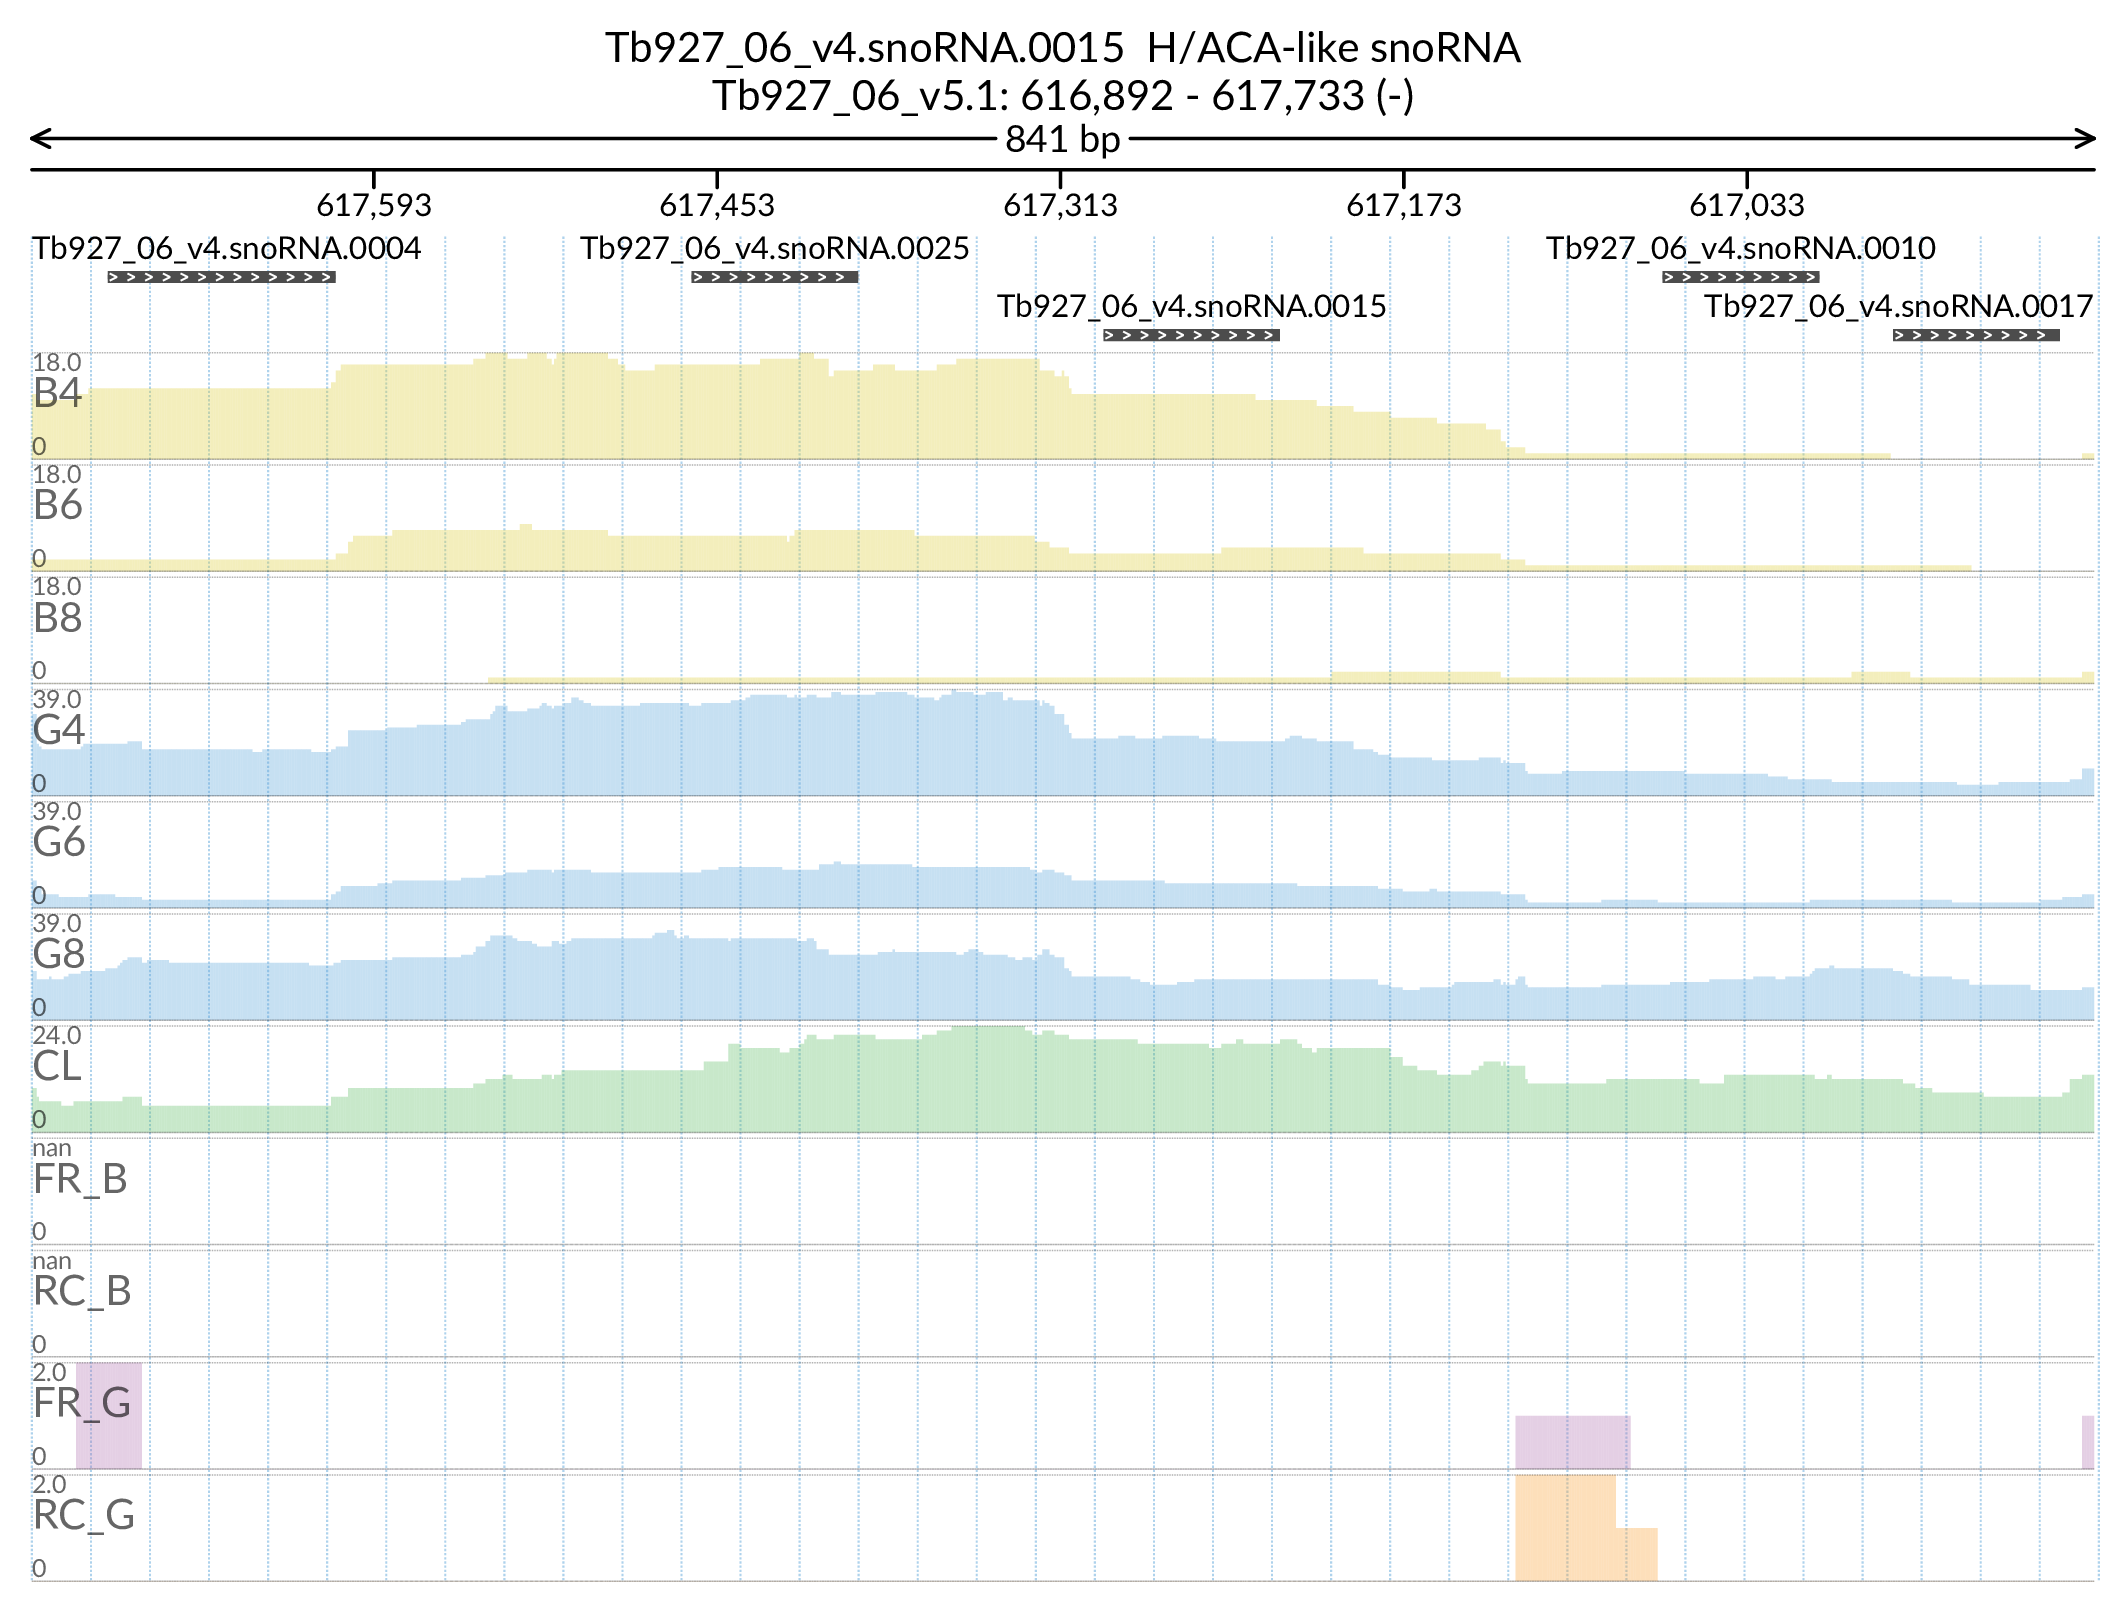 Tb927_06_v4.snoRNA.0015 H/ACA-like snoRNA
Tb927_06_v5.1: 616,892 - 617,733 (-)
841 bp
617,593 617,453 617,313 617,173 617,033
Tb927_06_v4.snoRNA.0004 Tb927_06_v4.snoRNA.0025 Tb927_06_v4.snoRNA.0010
Tb927_06_v4.snoRNA.0015 Tb927_06_v4.snoRNA.0017
18.0
B4
0
18.0
B6
0
18.0
B8
0
39.0
G4
0
39.0
G6
0
39.0
G8
0
24.0
CL
0
nan
FR_B
0
nan
RC_B
0
2.0
FR_G
0
2.0
RC_G
0